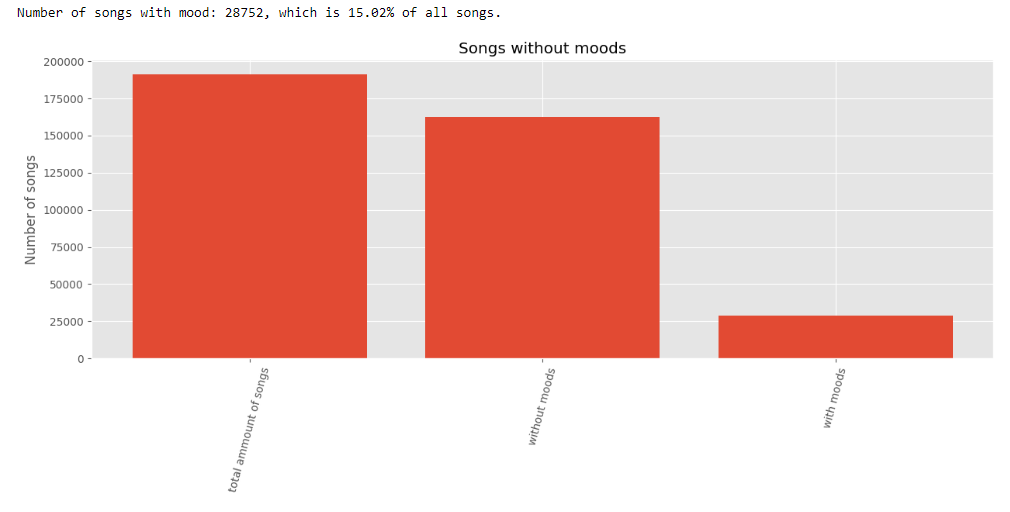 Number of songs with mood: 28752, which is 15.02% of all songs.
Songs without moods
Number of songs
200000
175000
150000
125000
100000
75000
50000
25000
0
total ammount of songs
without moods
with moods